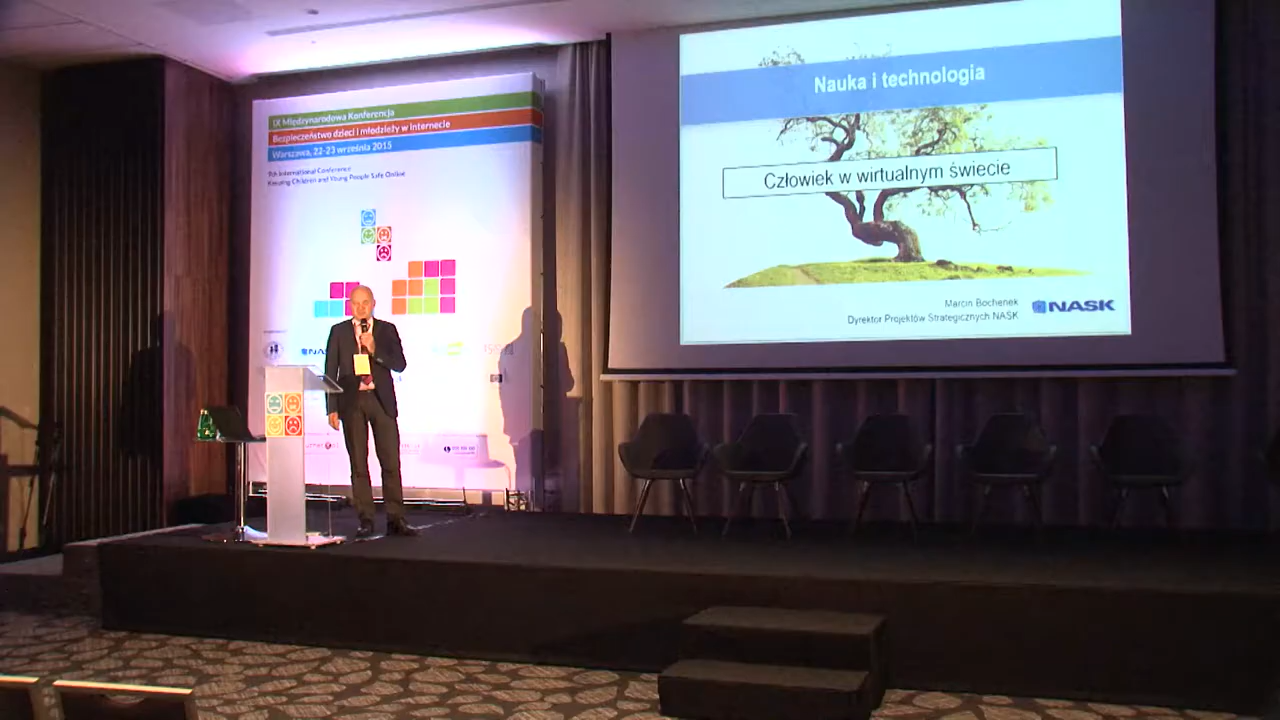 IX Międzynarodowa Konferencja
Bezpieczeństwo dzieci i młodzieży w internecie
Warszawa, 22-23 września 2015
9th International Conference
Keeping Children and Young People Safe Online
NASK
Nauka i technologia
Człowiek w wirtualnym świecie
Marcin Bochenek
Dyrektor Projektów Strategicznych NASK
NASK